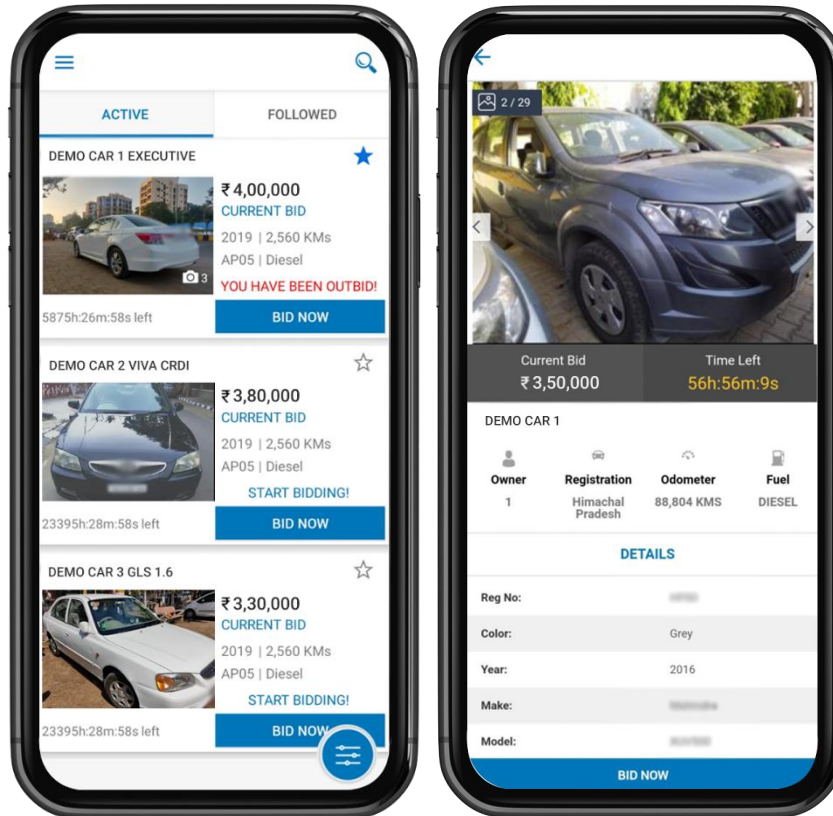 ACTIVE
FOLLOWED
DEMO CAR 1 EXECUTIVE
₹4,00,000
CURRENT BID
2019 | 2,560 KMs
AP05 | Diesel
3
YOU HAVE BEEN OUTBID!
5875h:26m:58s left
BID NOW
DEMO CAR 2 VIVA CRDI
₹3,80,000
CURRENT BID
2019 | 2,560 KMs
AP05 | Diesel
START BIDDING!
23395h:28m:58s left
BID NOW
DEMO CAR 3 GLS 1.6
₹3,30,000
CURRENT BID
2019 | 2,560 KMs
AP05 | Diesel
START BIDDING!
23395h:28m:58s left
BID NOW
2 / 29
Current Bid
₹3,50,000
Time Left
56h:56m:9s
DEMO CAR 1
Owner
1
Registration
Himachal
Pradesh
Odometer
88,804 KMS
Fuel
DIESEL
DETAILS
Reg No:
Color: Grey
Year: 2016
Make:
Model:
BID NOW